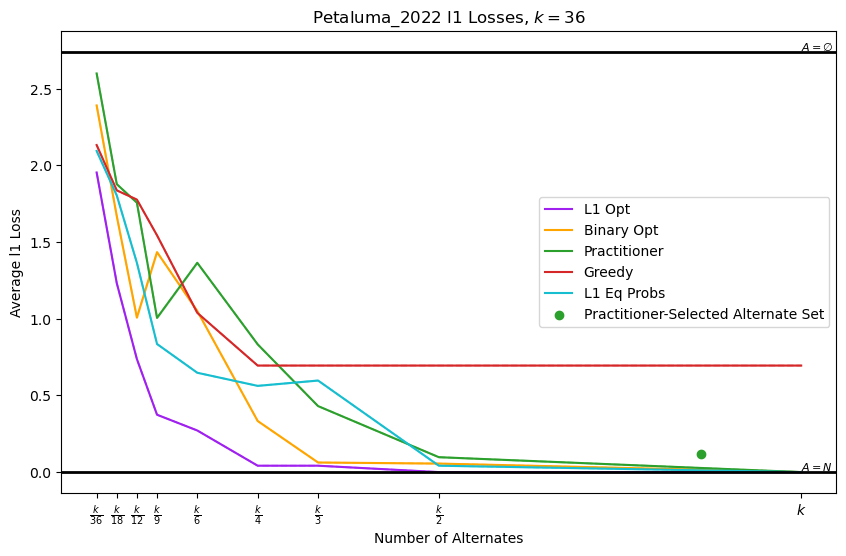 Petaluma_2022 l1 Losses, k = 36
A = ∅
2.5
2.0
1.5
1.0
0.5
0.0
Average l1 Loss
L1 Opt
Binary Opt
Practitioner
Greedy
L1 Eq Probs
Practitioner-Selected Alternate Set
A = N
k/36 k/18 k/12 k/9 k/6 k/4 k/3 k/2 k
Number of Alternates